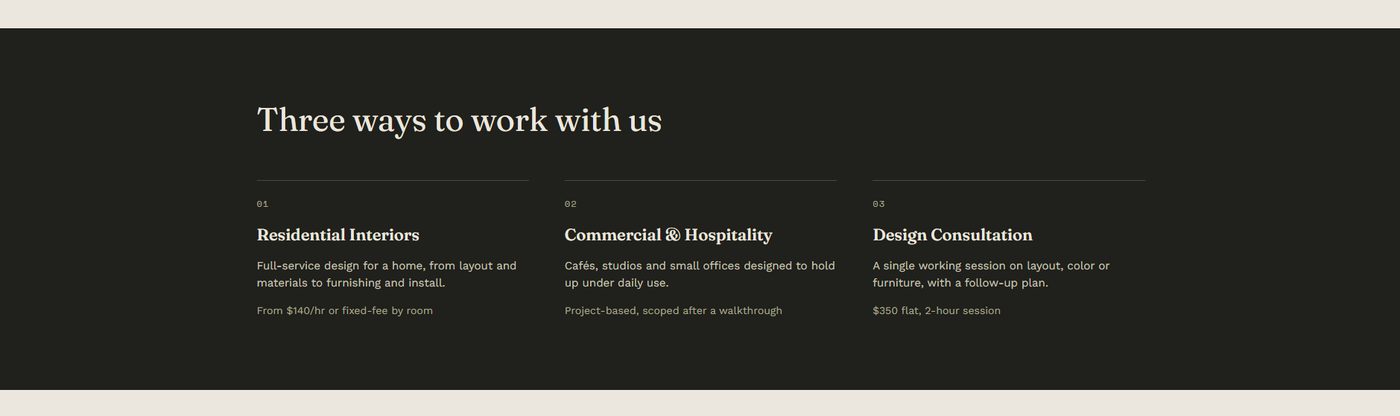 Three ways to work with us
01
Residential Interiors
Full-service design for a home, from layout and
materials to furnishing and install.
From $140/hr or fixed-fee by room
02
Commercial & Hospitality
Cafés, studios and small offices designed to hold
up under daily use.
Project-based, scoped after a walkthrough
03
Design Consultation
A single working session on layout, color or
furniture, with a follow-up plan.
$350 flat, 2-hour session